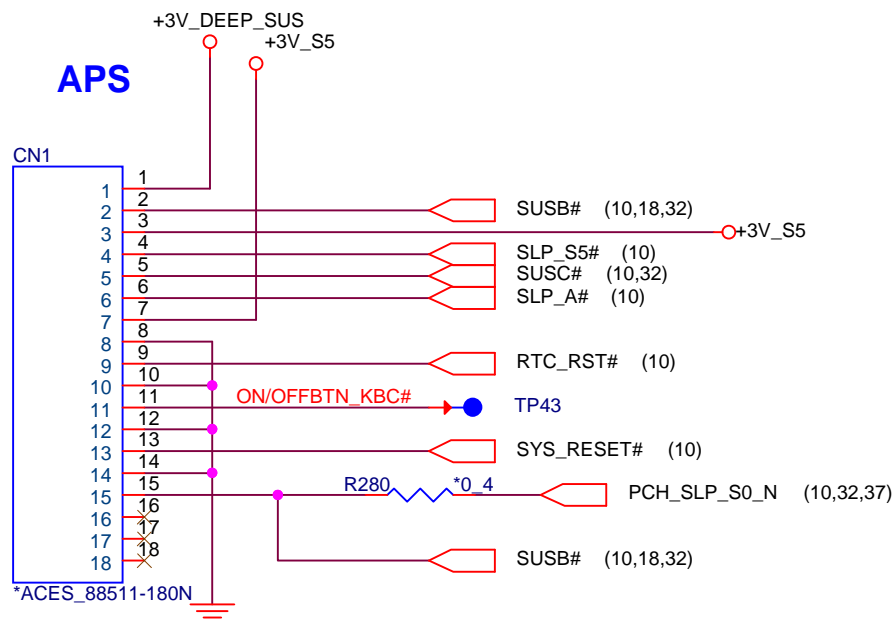 +3V_DEEP_SUS
+3V_S5
APS
CN1
1 1
2 2 SUSB# (10,18,32)
3 3 +3V_S5
4 4 SLP_S5# (10)
5 5 SUSC# (10,32)
6 6 SLP_A# (10)
7 7
8 8
9 9 RTC_RST# (10)
10 10
11 11 ON/OFFBTN_KBC# TP43
12 12
13 13 SYS_RESET# (10)
14 14
15 15 R280 *0_4 PCH_SLP_S0_N (10,32,37)
16 16
17 17
18 18 SUSB# (10,18,32)
*ACES_88511-180N